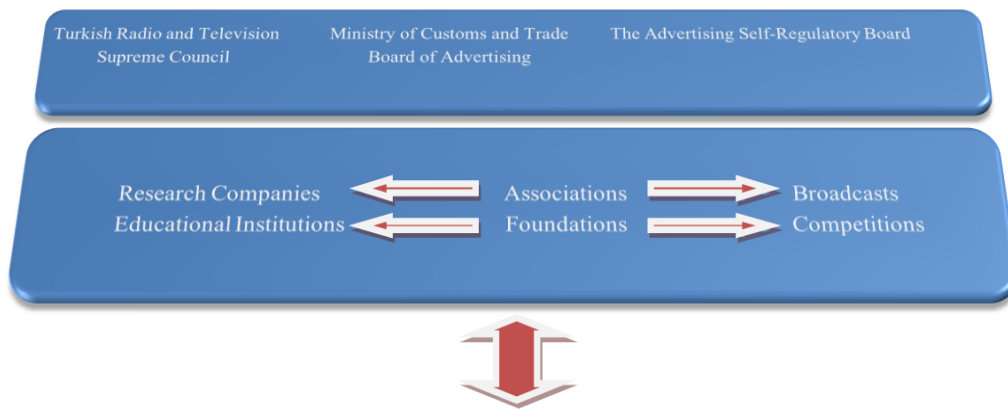 Turkish Radio and Television
Supreme Council
Ministry of Customs and Trade
Board of Advertising
The Advertising Self-Regulatory Board
Research Companies
Associations
Broadcasts
Educational Institutions
Foundations
Competitions